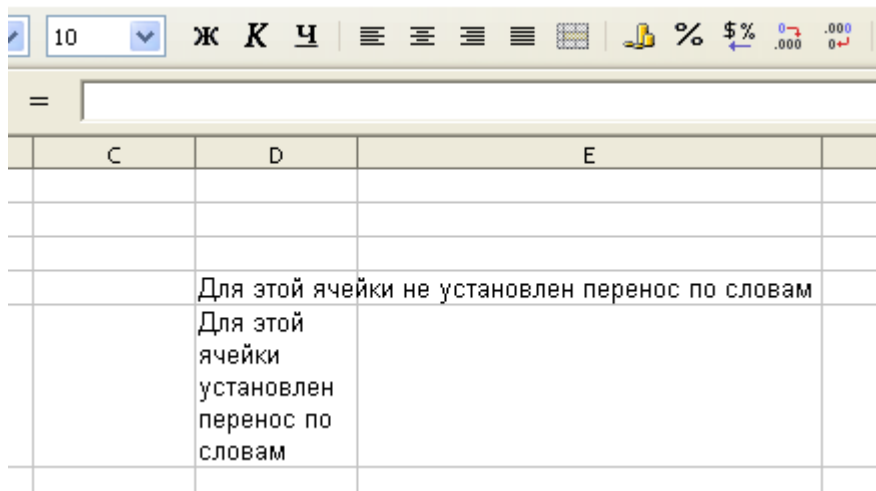 10 Ж К Ч % $% 0 .000 .000 0
=
C D E
Для этой ячейки не установлен перенос по словам
Для этой
ячейки
установлен
перенос по
словам